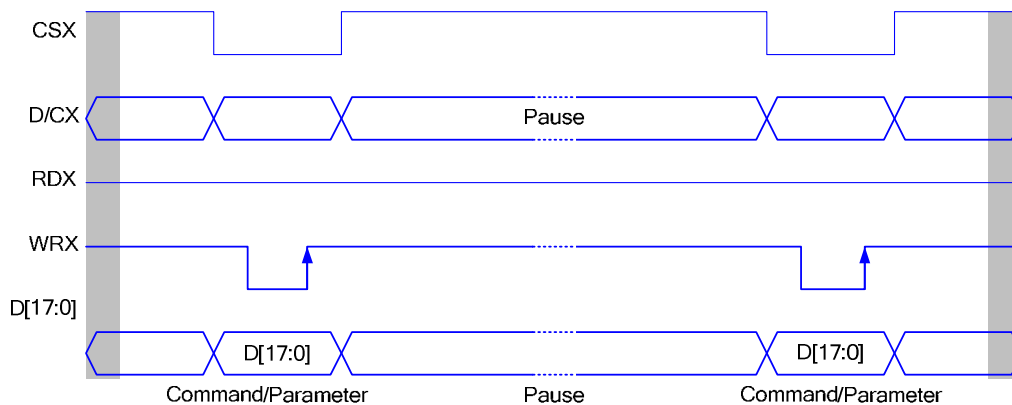 CSX
D/CX
Pause
RDX
WRX
D[17:0]
D[17:0]
D[17:0]
Command/Parameter
Pause
Command/Parameter